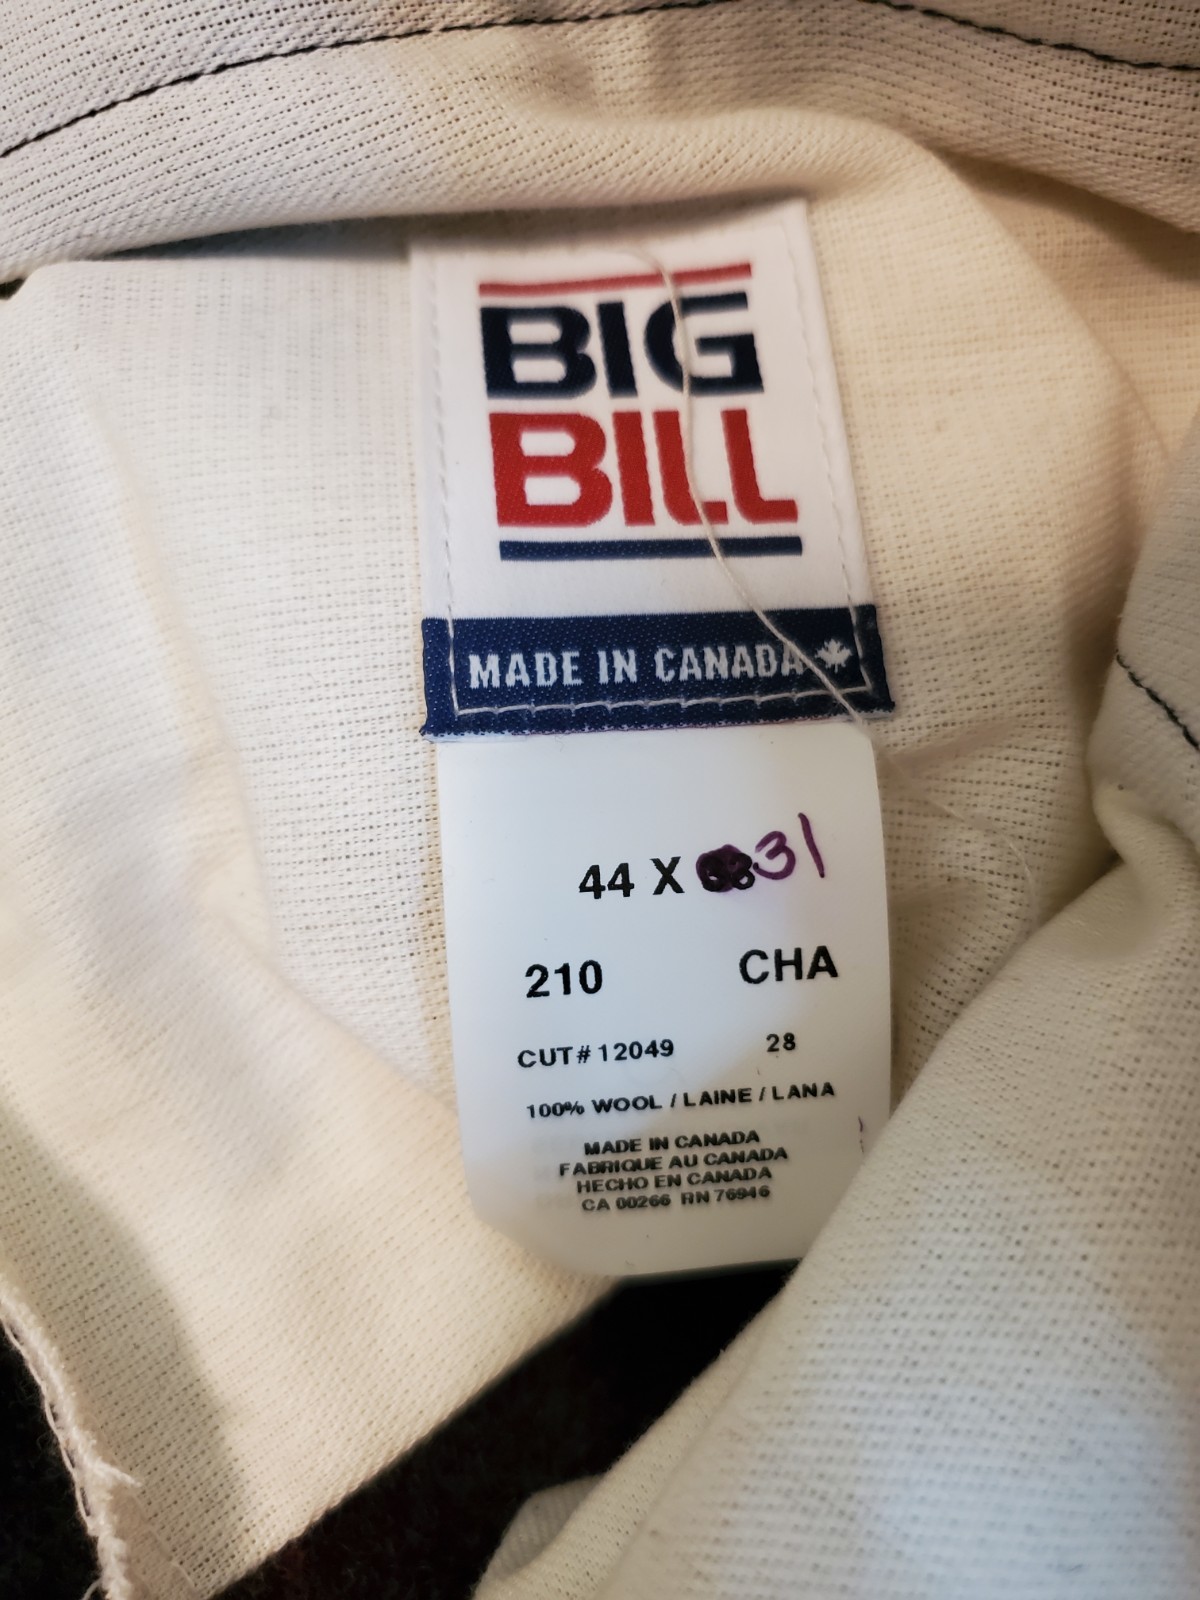 BIG
BILL
MADE IN CANADA
44 X 31
210 CHA
CUT# 12049 28
100% WOOL / LAINE / LANA
MADE IN CANADA
FABRIQUE AU CANADA
HECHO EN CANADA
CA 00266 RN 76946